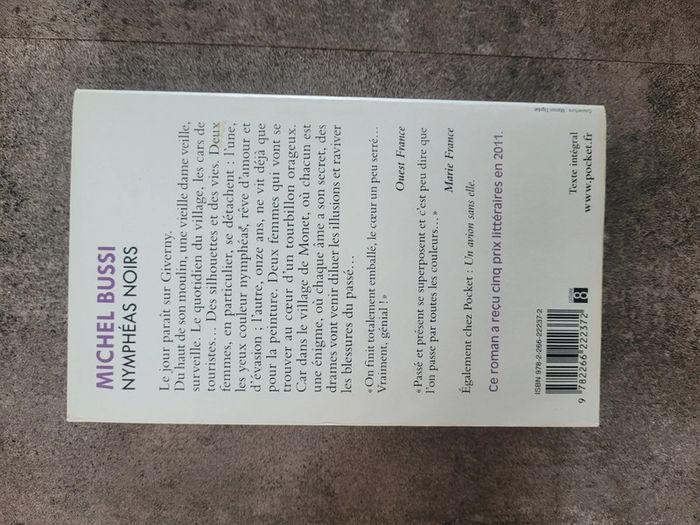 MICHEL BUSSI
NYMPHÉAS NOIRS
Le jour paraît sur Giverny.
Du haut de son moulin, une vieille dame veille,
surveille. Le quotidien du village, les cars de
touristes... Des silhouettes et des vies. Deux
femmes, en particulier, se détachent : l'une,
les yeux couleur nymphéas, rêve d'amour et
d'évasion ; l'autre, onze ans, ne vit déjà que
pour la peinture. Deux femmes qui vont se
trouver au cœur d'un tourbillon orageux.
Car dans le village de Monet, où chacun est
une énigme, où chaque âme a son secret, des
drames vont venir diluer les illusions et raviver
les blessures du passé...
« On finit totalement emballé, le cœur un peu serré...
Vraiment, génial ! »
Ouest France
« Passé et présent se superposent et c'est peu dire que
l'on passe par toutes les couleurs... »
Marie France
Également chez Pocket : Un avion sans elle.
Ce roman a reçu cinq prix littéraires en 2011.
Texte intégral
www.pocket.fr
ISBN 978-2-266-22237-2
9 782266 222372
8